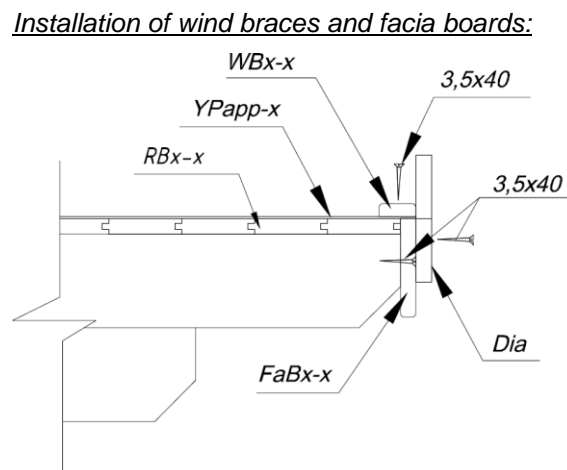 Installation of wind braces and facia boards:
WBx-x
3,5x40
YPapp-x
RBx-x
3,5x40
Dia
FaBx-x